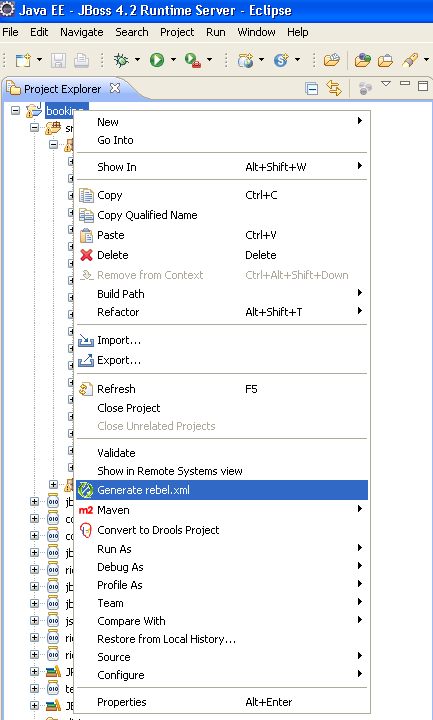 Java EE - JBoss 4.2 Runtime Server - Eclipse
File Edit Navigate Search Project Run Window Help
Project Explorer
booking
New
Go Into
Show In Alt+Shift+W
Copy Ctrl+C
Copy Qualified Name
Paste Ctrl+V
Delete Delete
Remove from Context Ctrl+Alt+Shift+Down
Build Path
Refactor Alt+Shift+T
Import...
Export...
Refresh F5
Close Project
Close Unrelated Projects
Validate
Show in Remote Systems view
Generate rebel.xml
m2 Maven
Convert to Drools Project
Run As
Debug As
Profile As
Team
Compare With
Restore from Local History...
Source
Configure
Properties Alt+Enter